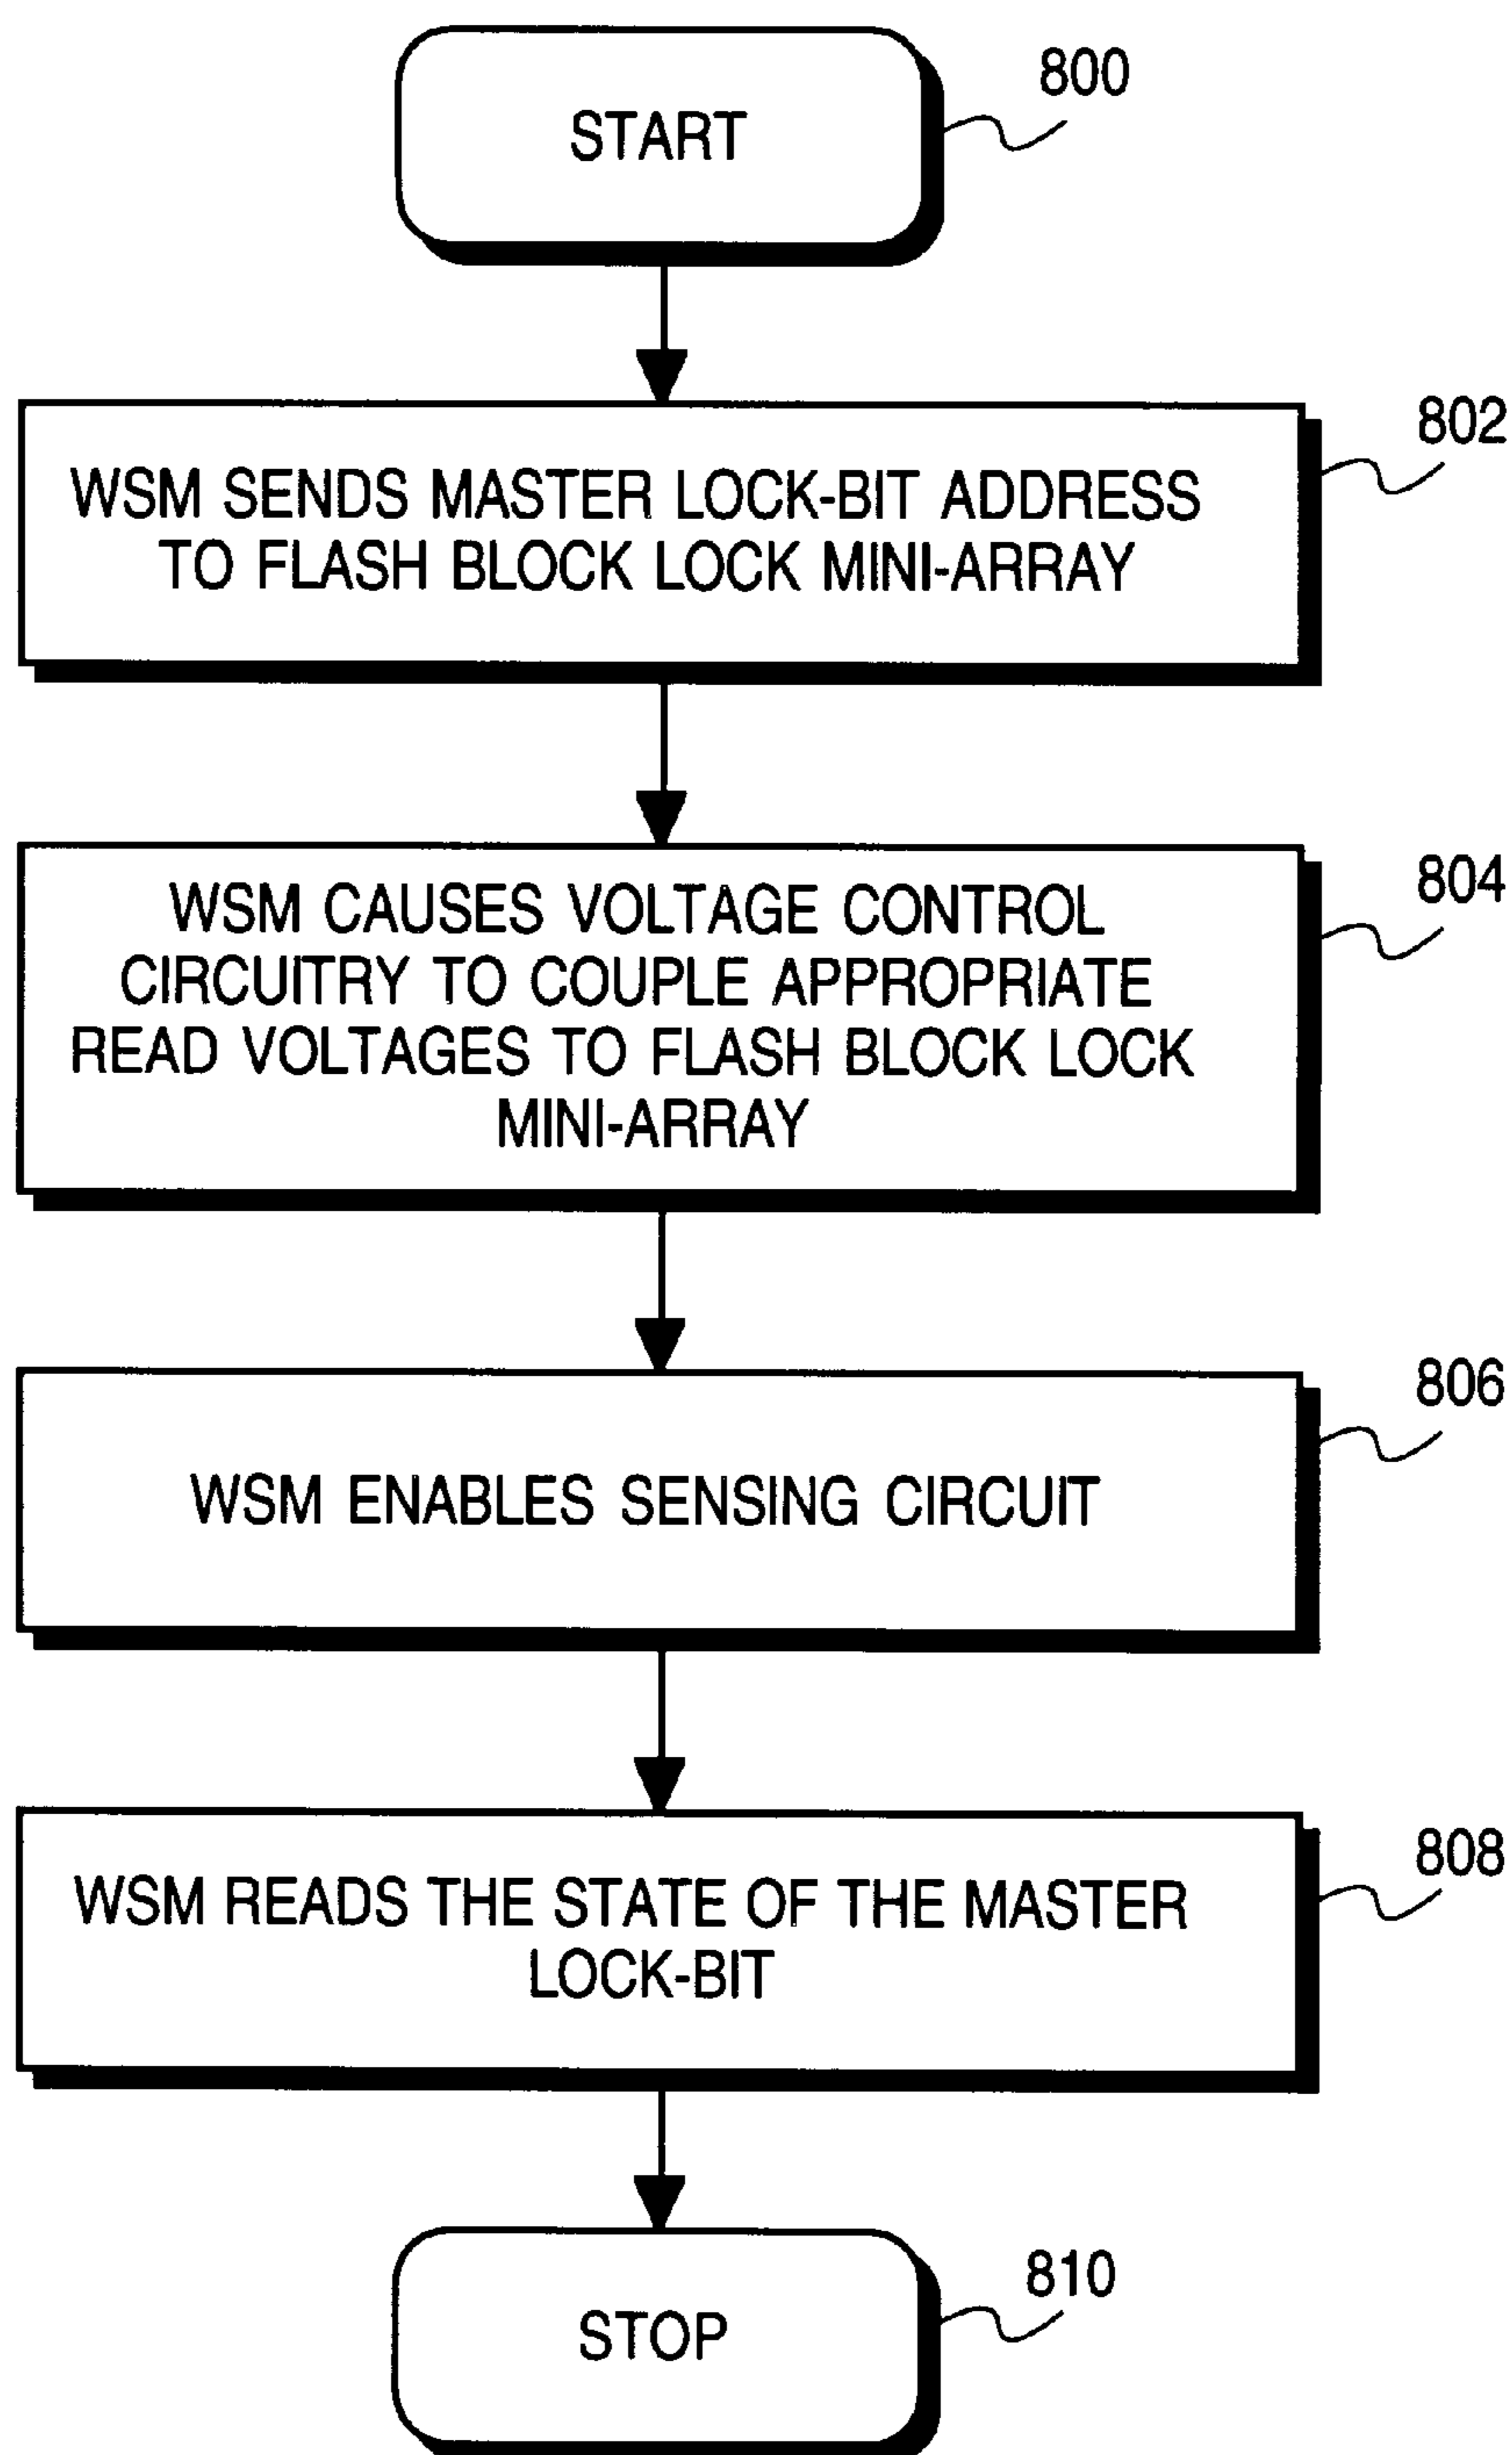 START
800
802
WSM SENDS MASTER LOCK-BIT ADDRESS
TO FLASH BLOCK LOCK MINI-ARRAY
804
WSM CAUSES VOLTAGE CONTROL
CIRCUITRY TO COUPLE APPROPRIATE
READ VOLTAGES TO FLASH BLOCK LOCK
MINI-ARRAY
806
WSM ENABLES SENSING CIRCUIT
808
WSM READS THE STATE OF THE MASTER
LOCK-BIT
810
STOP